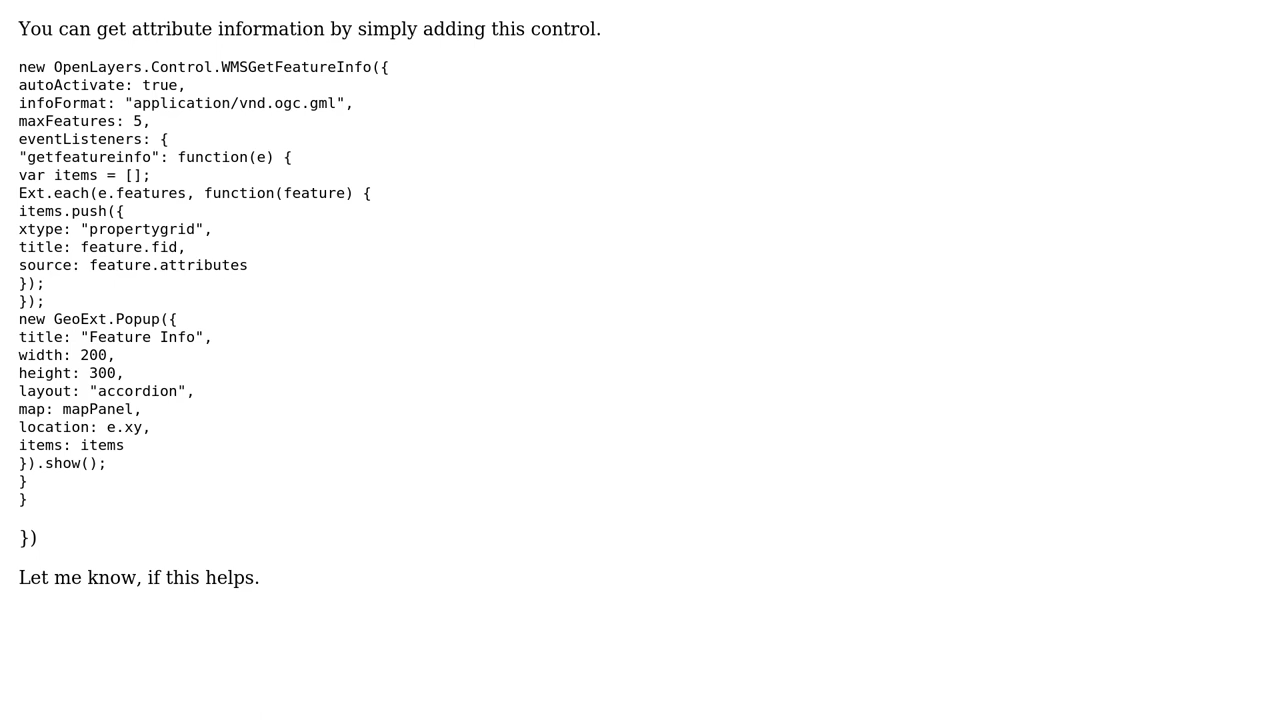 You can get attribute information by simply adding this control.
new OpenLayers.Control.WMSGetFeatureInfo({
autoActivate: true,
infoFormat: "application/vnd.ogc.gml",
maxFeatures: 5,
eventListeners: {
"getfeatureinfo": function(e) {
var items = [];
Ext.each(e.features, function(feature) {
items.push({
xtype: "propertygrid",
title: feature.fid,
source: feature.attributes
});
});
new GeoExt.Popup({
title: "Feature Info",
width: 200,
height: 300,
layout: "accordion",
map: mapPanel,
location: e.xy,
items: items
}).show();
}
}
})
Let me know, if this helps.